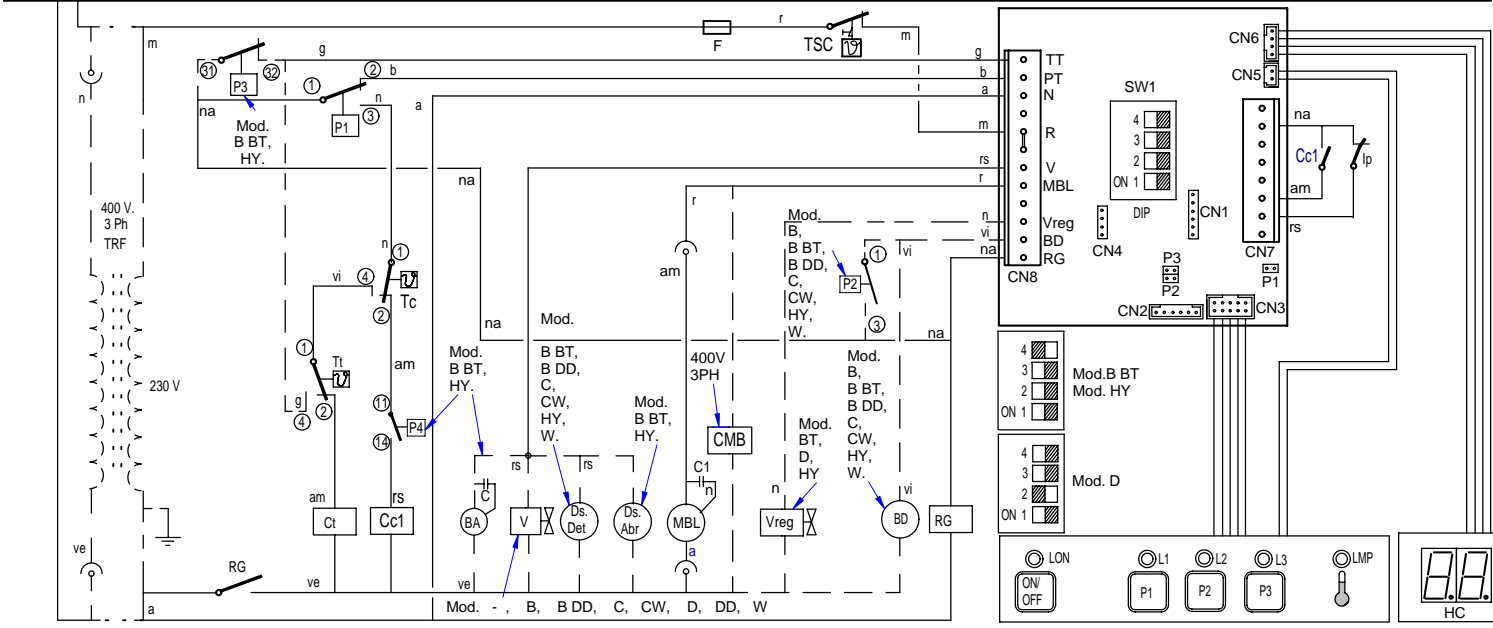 m
n
400 V.
3 Ph
TRF
230 V
ve
a
RG
ve
ve
31
32
P3
g
Mod.
B BT,
HY.
na
1
2
b
n
P1
3
a
r
F
TSC
m
na
n
1
4
vi
Tc
2
am
1
Tt
g
4
2
11
14
P4
am
Ct
rs
Cc1
Mod.
B BT,
HY.
na
Mod.
B BT,
B DD,
C,
CW,
HY,
W.
rs
rs
C
BA
V
Ds.
Det
Ds.
Abr
Mod.
B BT,
HY.
r
am
400V
3PH
CMB
C1
n
MBL
a
Mod.
B,
B BT,
B DD,
C,
CW,
HY,
W.
P2
1
3
na
Mod.
BT,
D,
HY
n
Vreg
Mod.
B,
B BT,
B DD,
C,
CW,
HY,
W.
vi
BD
RG
Mod. - , B, B DD, C, CW, D, DD, W
g TT
b PT
a N
m R
rs V
r MBL
n Vreg
vi BD
na RG
CN8
SW1
4
3
2
ON 1
DIP
CN4
CN1
P3
P2
CN2
CN3
CN6
CN5
CN7
P1
na
Cc1
Ip
am
rs
4
3
2
ON 1
Mod.B BT
Mod. HY
4
3
2
ON 1
Mod. D
LON
L1
L2
L3
LMP
ON/
OFF
P1
P2
P3
88
HC